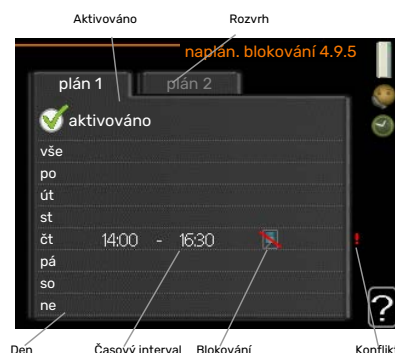 Aktivováno Rozvrh
naplán. blokování 4.9.5
plán 1 plán 2
aktivováno
vše
po
út
st
čt 14:00 - 16:30
pá
so
ne
?
Den Časový interval Blokování Konflikt